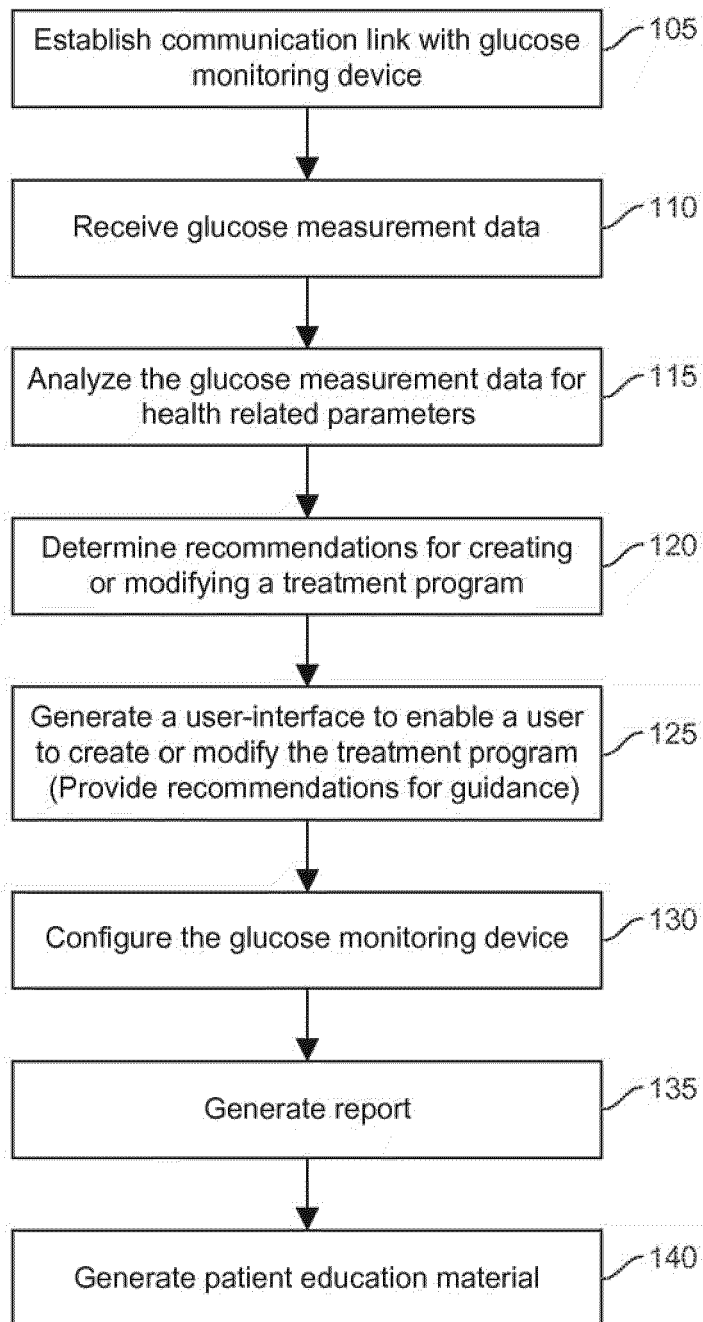 Establish communication link with glucose
monitoring device
105
Receive glucose measurement data
110
Analyze the glucose measurement data for
health related parameters
115
Determine recommendations for creating
or modifying a treatment program
120
Generate a user-interface to enable a user
to create or modify the treatment program
(Provide recommendations for guidance)
125
Configure the glucose monitoring device
130
Generate report
135
Generate patient education material
140